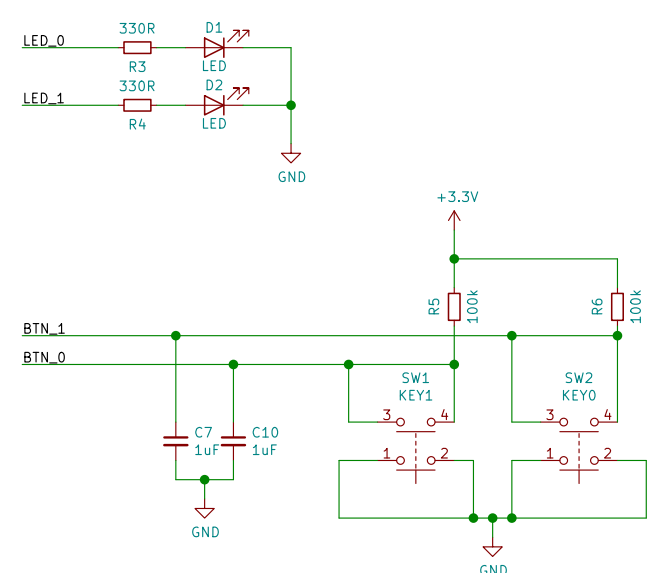 330R
D1
LED_0
R3
LED
330R
D2
LED_1
R4
LED
GND
+3.3V
R5
100k
R6
100k
BTN_1
BTN_0
SW1
KEY1
SW2
KEY0
3
4
3
4
C7
1uF
C10
1uF
1
2
1
2
GND
GND